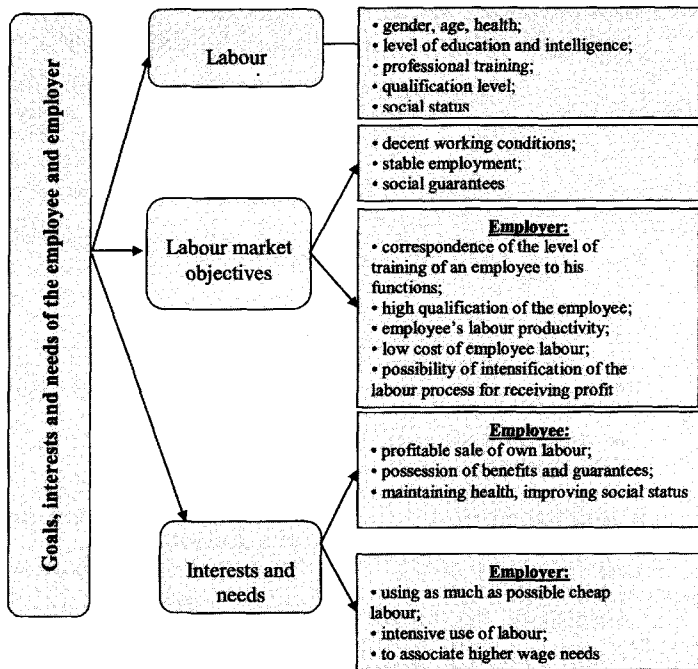 Goals, interests and needs of the employee and employer
Labour
• gender, age, health;
• level of education and intelligence;
• professional training;
• qualification level;
• social status
Labour market
objectives
• decent working conditions;
• stable employment;
• social guarantees
Employer:
• correspondence of the level of
training of an employee to his
functions;
• high qualification of the employee;
• employee's labour productivity;
• low cost of employee labour;
• possibility of intensification of the
labour process for receiving profit
Interests and
needs
Employee:
• profitable sale of own labour;
• possession of benefits and guarantees;
• maintaining health, improving social status
Employer:
• using as much as possible cheap
labour;
• intensive use of labour;
• to associate higher wage needs